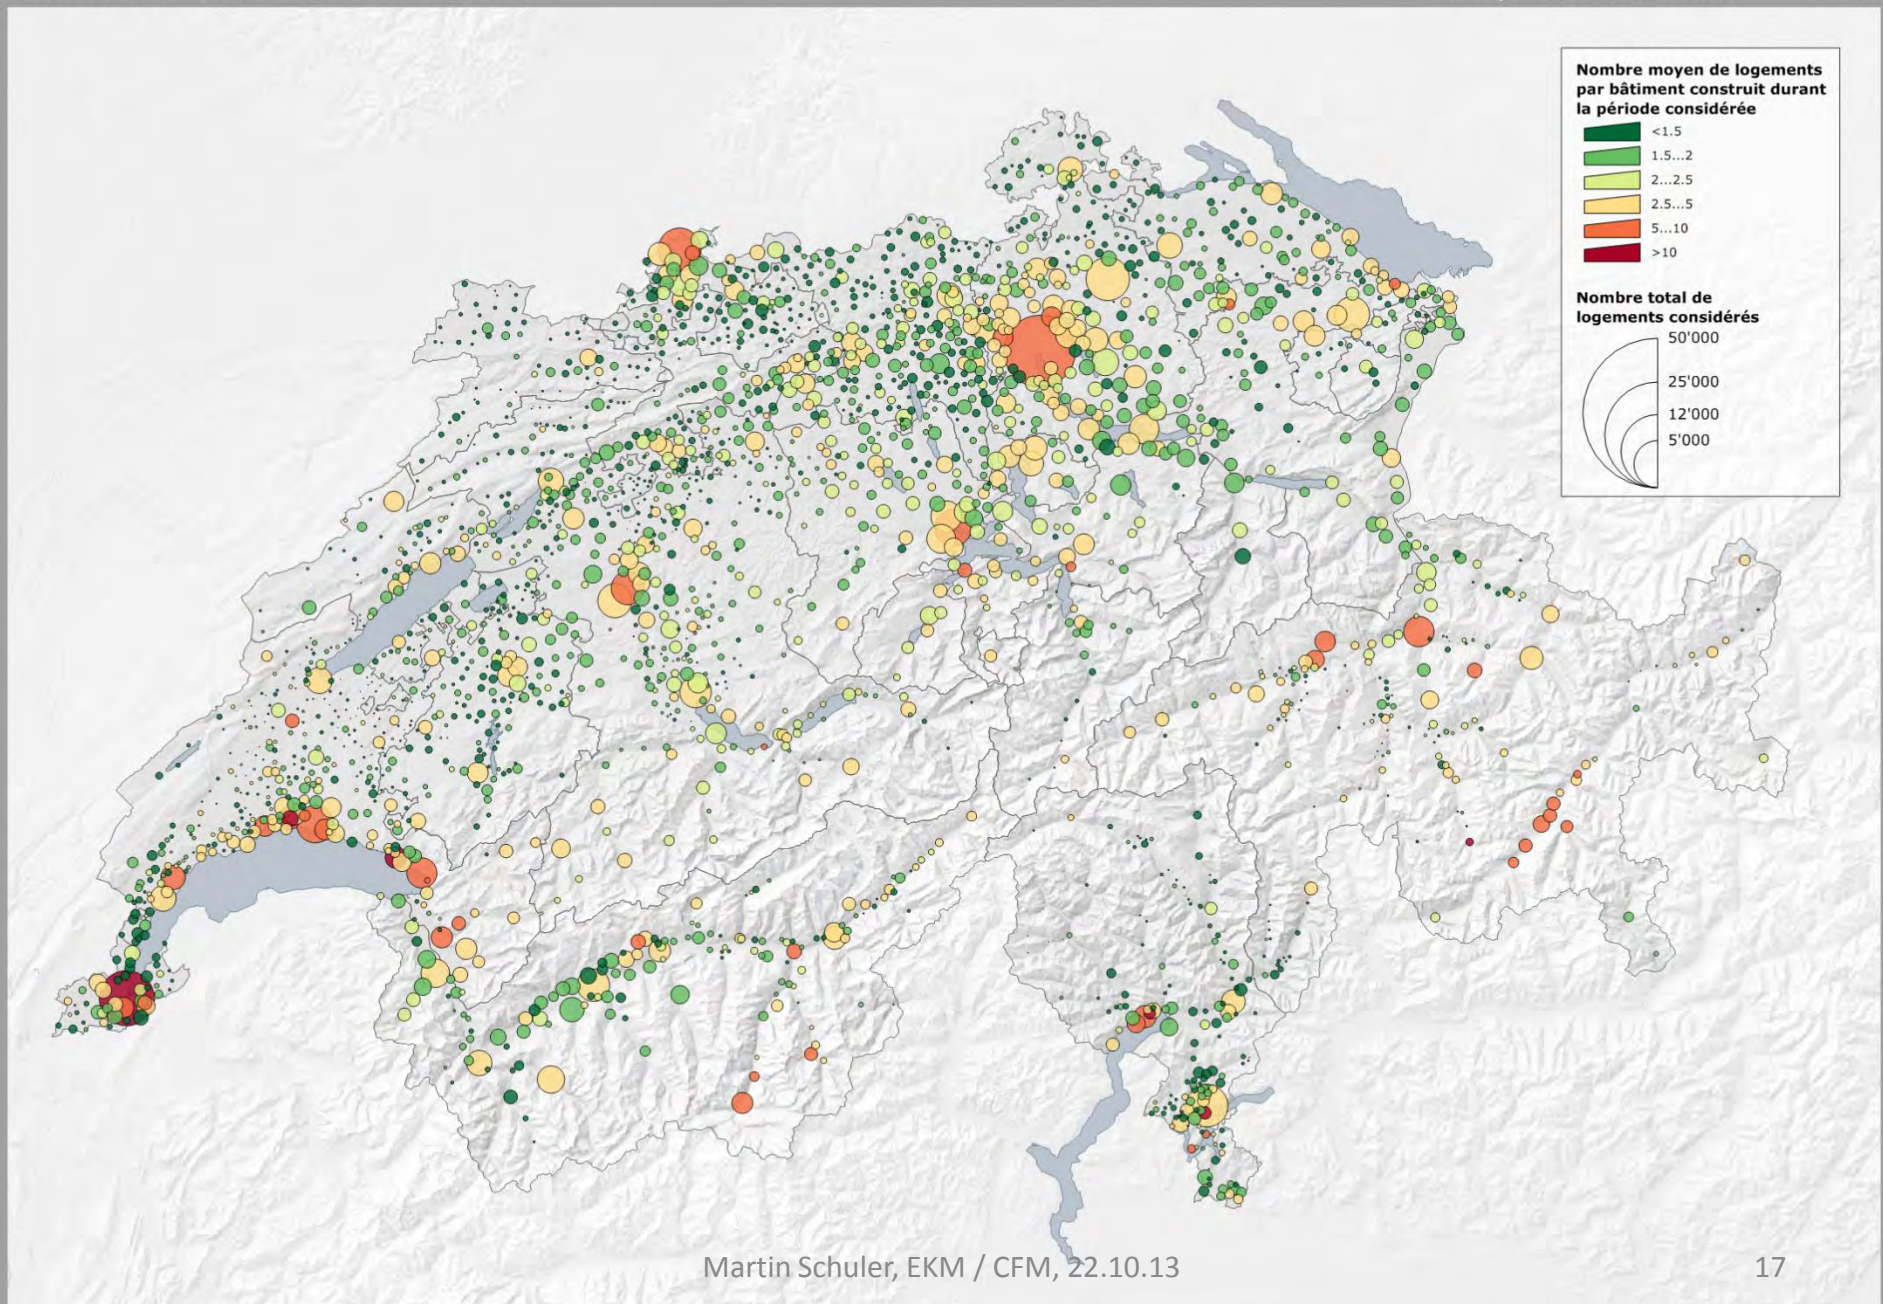 Nombre moyen de logements
par bâtiment construit durant
la période considérée
<1.5
1.5...2
2...2.5
2.5...5
5...10
>10
Nombre total de
logements considérés
50'000
25'000
12'000
5'000
Martin Schuler, EKM / CFM, 22.10.13
17